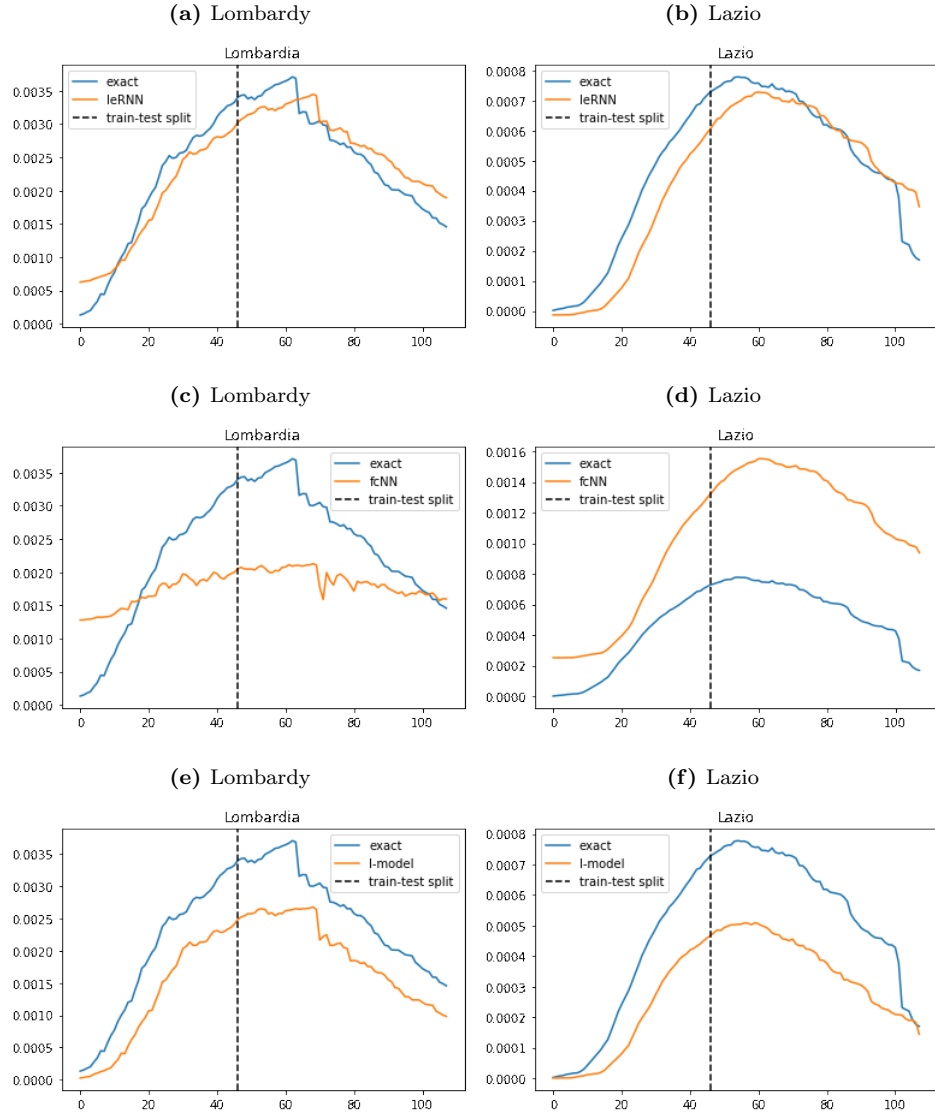 (a) Lombardy
(b) Lazio
Lombardia
exact
leRNN
train-test split
0.0035
0.0030
0.0025
0.0020
0.0015
0.0010
0.0005
0.0000
0 20 40 60 80 100
Lazio
exact
leRNN
train-test split
0.0008
0.0007
0.0006
0.0005
0.0004
0.0003
0.0002
0.0001
0.0000
0 20 40 60 80 100
(c) Lombardy
(d) Lazio
Lombardia
exact
fcNN
train-test split
0.0035
0.0030
0.0025
0.0020
0.0015
0.0010
0.0005
0.0000
0 20 40 60 80 100
Lazio
exact
fcNN
train-test split
0.0016
0.0014
0.0012
0.0010
0.0008
0.0006
0.0004
0.0002
0.0000
0 20 40 60 80 100
(e) Lombardy
(f) Lazio
Lombardia
exact
l-model
train-test split
0.0035
0.0030
0.0025
0.0020
0.0015
0.0010
0.0005
0.0000
0 20 40 60 80 100
Lazio
exact
l-model
train-test split
0.0008
0.0007
0.0006
0.0005
0.0004
0.0003
0.0002
0.0001
0.0000
0 20 40 60 80 100